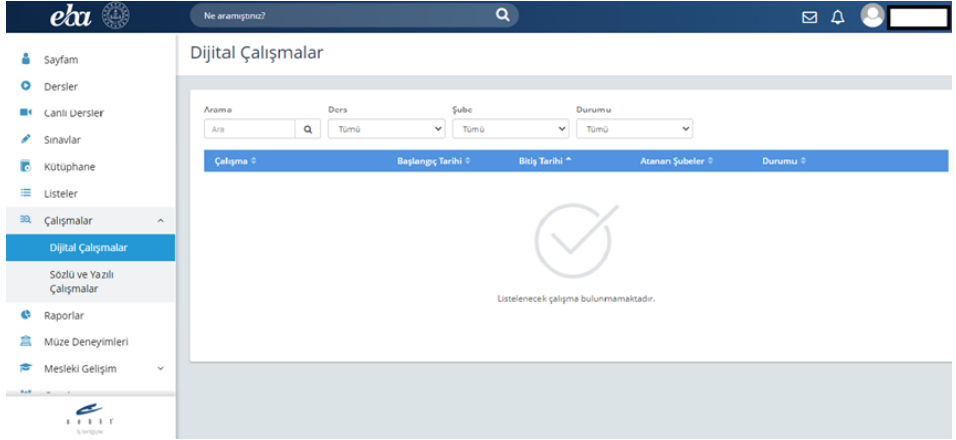 eba
Ne aramıştınız?
Sayfam
Dersler
Canlı Dersler
Sınavlar
Kütüphane
Listeler
Çalışmalar
Dijital Çalışmalar
Sözlü ve Yazılı
Çalışmalar
Raporlar
Müze Deneyimleri
Mesleki Gelişim
Dijital Çalışmalar
Arama Ders Şube Durumu
Ara Tümü Tümü Tümü
Çalışma Başlangıç Tarihi Bitiş Tarihi Atanan Şubeler Durumu
Listelenecek çalışma bulunmamaktadır.